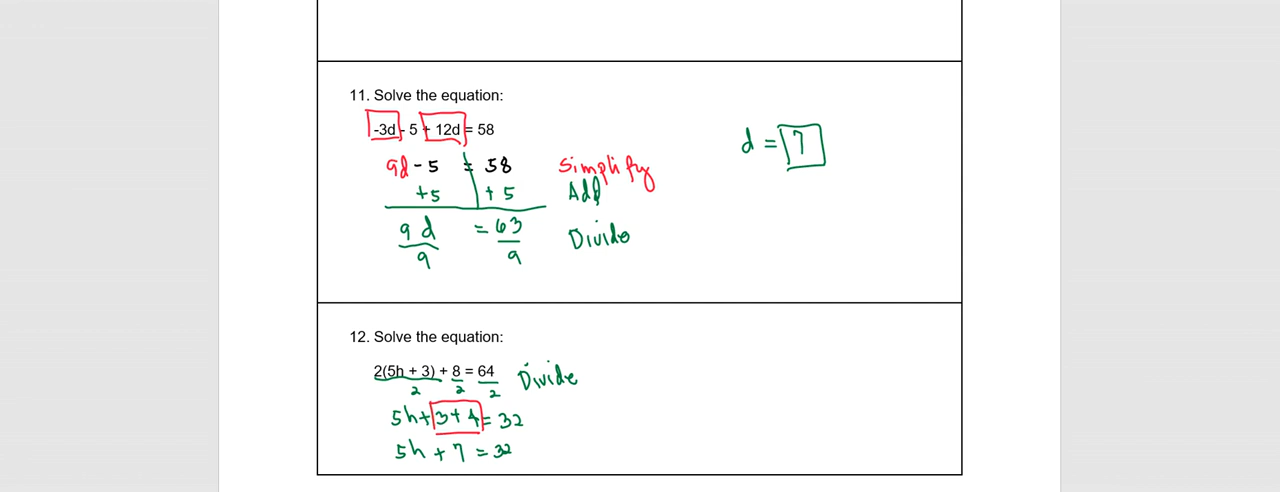 11. Solve the equation:
-3d - 5 + 12d = 58
d = 7
9d - 5 = 58 Simplify
+5 + 5 Add
9d = 63 Divide
9 9
12. Solve the equation:
2(5h + 3) + 8 = 64 Divide
2 2 2
5h + 3 + 4 = 32
5h + 7 = 32